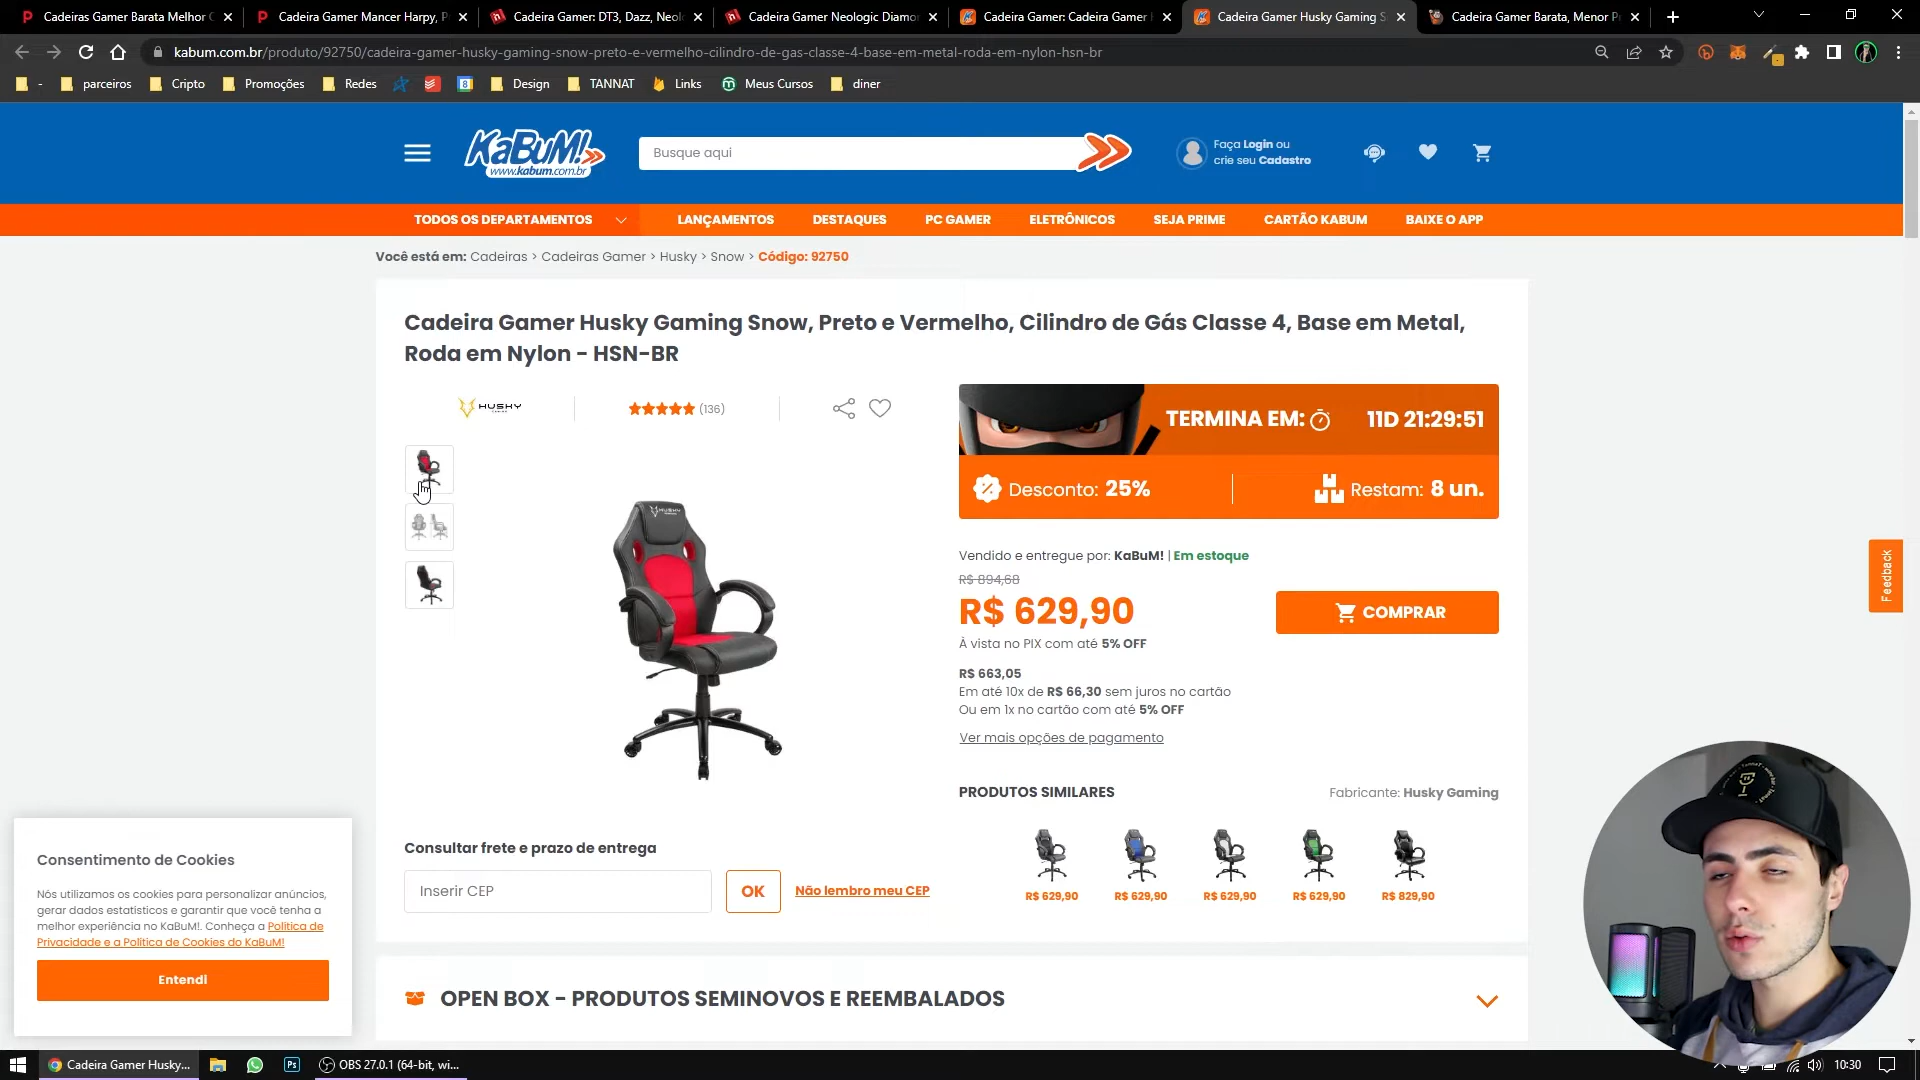 Cadeiras Gamer Barata Melhor C
Cadeira Gamer Mancer Harpy, P
Cadeira Gamer: DT3, Dazz, Neolo
Cadeira Gamer Neologic Diamo
Cadeira Gamer: Cadeira Gamer H
Cadeira Gamer Husky Gaming S
Cadeira Gamer Barata, Menor P
kabum.com.br/produto/92750/cadeira-gamer-husky-gaming-snow-preto-e-vermelho-cilindro-de-gas-classe-4-base-em-metal-roda-em-nylon-hsn-br
-
parceiros
Cripto
Promoções
Redes
8
Design
TANNAT
Links
Meus Cursos
diner
KaBuM!
www.kabum.com.br
Busque aqui
Faça Login ou
crie seu Cadastro
TODOS OS DEPARTAMENTOS
LANÇAMENTOS
DESTAQUES
PC GAMER
ELETRÔNICOS
SEJA PRIME
CARTÃO KABUM
BAIXE O APP
Você está em: Cadeiras > Cadeiras Gamer > Husky > Snow > Código: 92750
Cadeira Gamer Husky Gaming Snow, Preto e Vermelho, Cilindro de Gás Classe 4, Base em Metal,
Roda em Nylon - HSN-BR
HUSKY
(136)
TERMINA EM: 11D 21:29:51
Desconto: 25%
Restam: 8 un.
Vendido e entregue por: KaBuM! | Em estoque
R$ 894,68
R$ 629,90
À vista no PIX com até 5% OFF
COMPRAR
R$ 663,05
Em até 10x de R$ 66,30 sem juros no cartão
Ou em 1x no cartão com até 5% OFF
Ver mais opções de pagamento
HUSKY
PRODUTOS SIMILARES
Fabricante: Husky Gaming
R$ 629,90
R$ 629,90
R$ 629,90
R$ 629,90
R$ 829,90
Consultar frete e prazo de entrega
Inserir CEP
OK
Não lembro meu CEP
Feedback
Consentimento de Cookies
Nós utilizamos os cookies para personalizar anúncios,
gerar dados estatísticos e garantir que você tenha a
melhor experiência no KaBuM!. Conheça a Política de
Privacidade e a Política de Cookies do KaBuM!
Entendi
OPEN BOX - PRODUTOS SEMINOVOS E REEMBALADOS
Cadeira Gamer Husky...
Ps
OBS 27.0.1 (64-bit, wi...
10:30